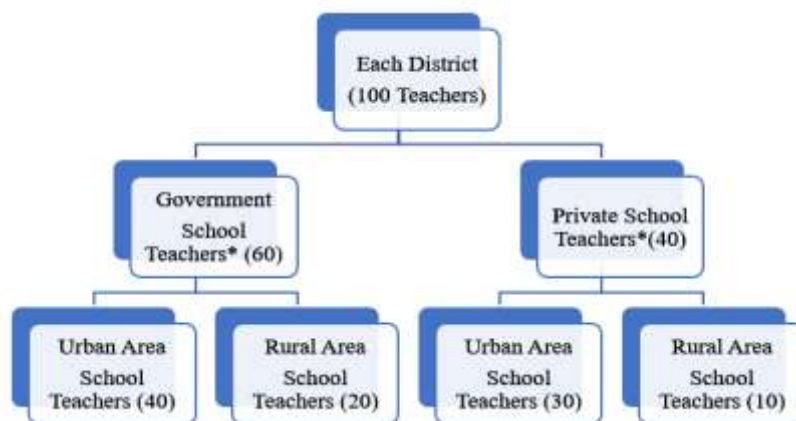 Each District
(100 Teachers)
Government
School
Teachers* (60)
Private School
Teachers*(40)
Urban Area
School
Teachers (40)
Rural Area
School
Teachers (20)
Urban Area
School
Teachers (30)
Rural Area
School
Teachers (10)